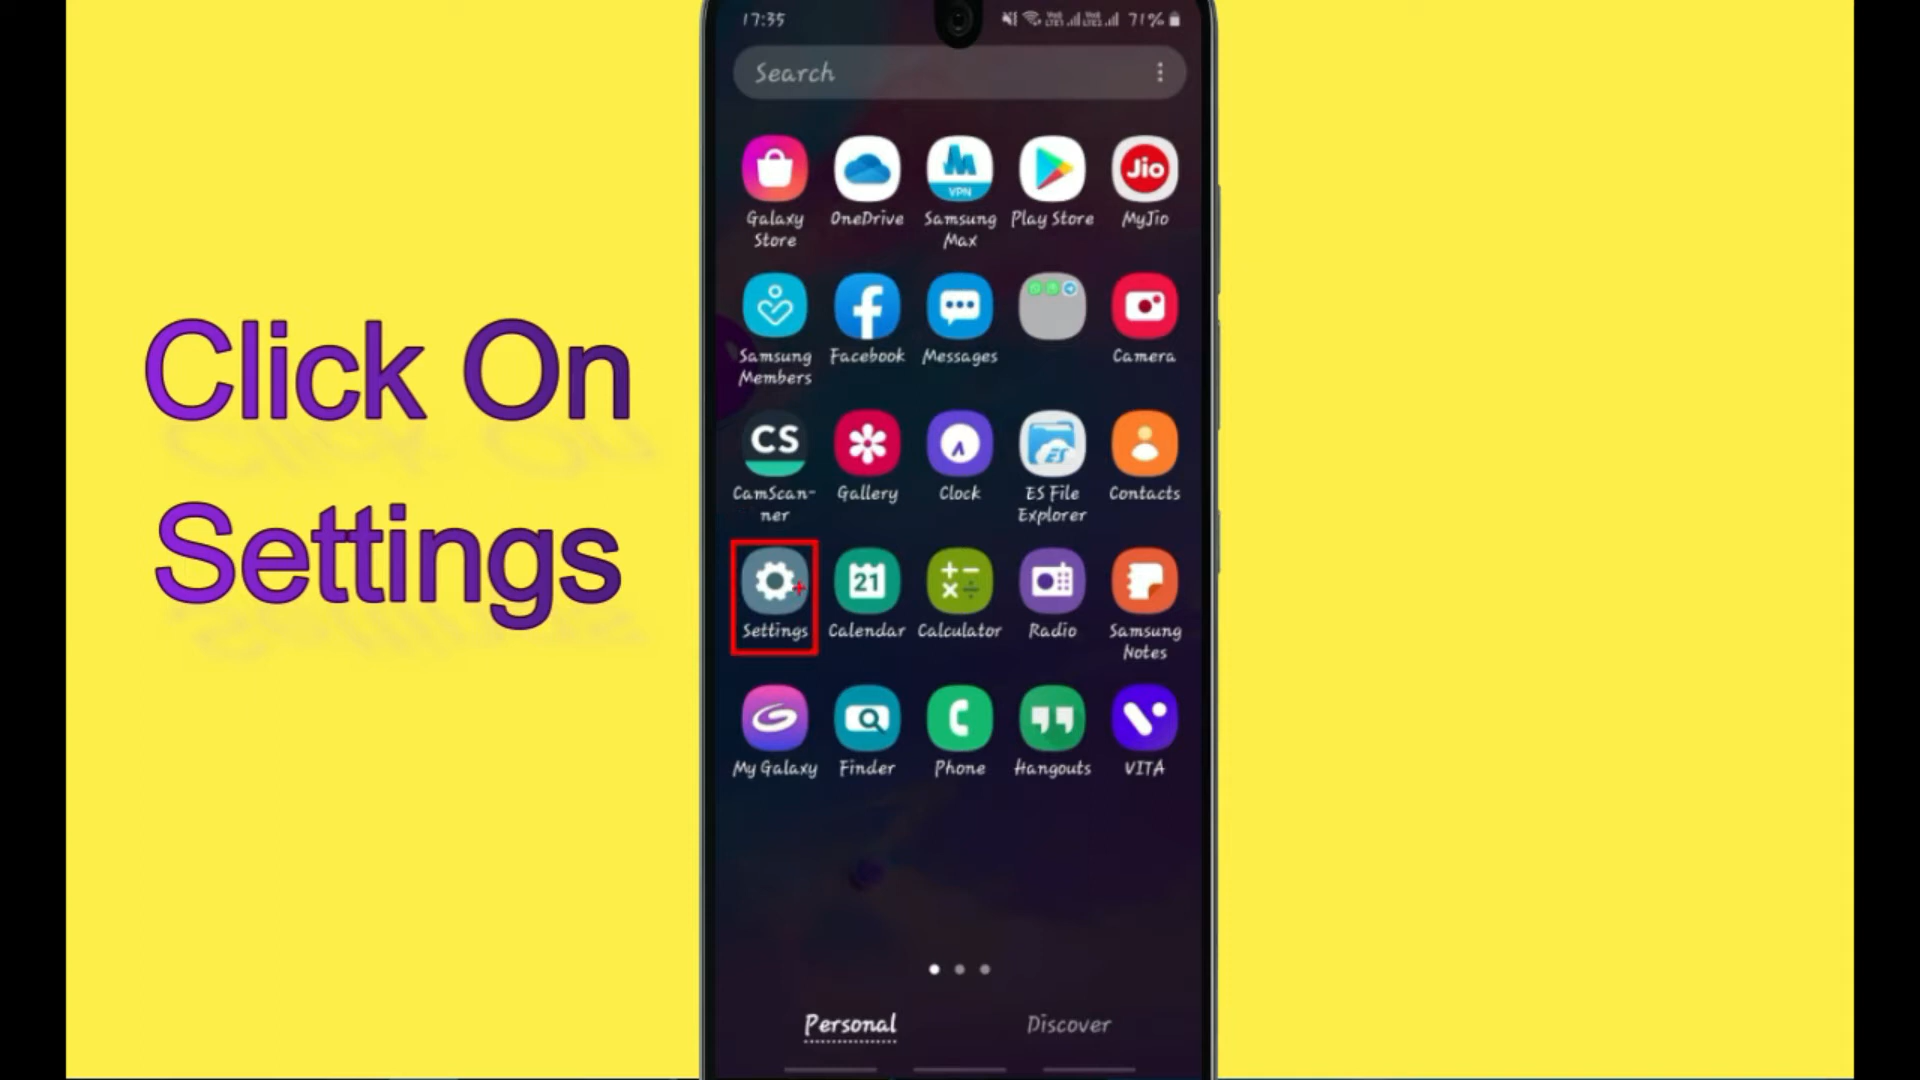 17:35
71%
Search
VPN
Jio
Galaxy Store
OneDrive
Samsung Max
Play Store
MyJio
Samsung Members
Facebook
Messages
Camera
CS
CamScan-
ner
Gallery
Clock
ES
ES File Explorer
Contacts
21
Settings
Calendar
Calculator
Radio
Samsung Notes
My Galaxy
Finder
Phone
Hangouts
VITA
Personal
Discover
Click On
Settings